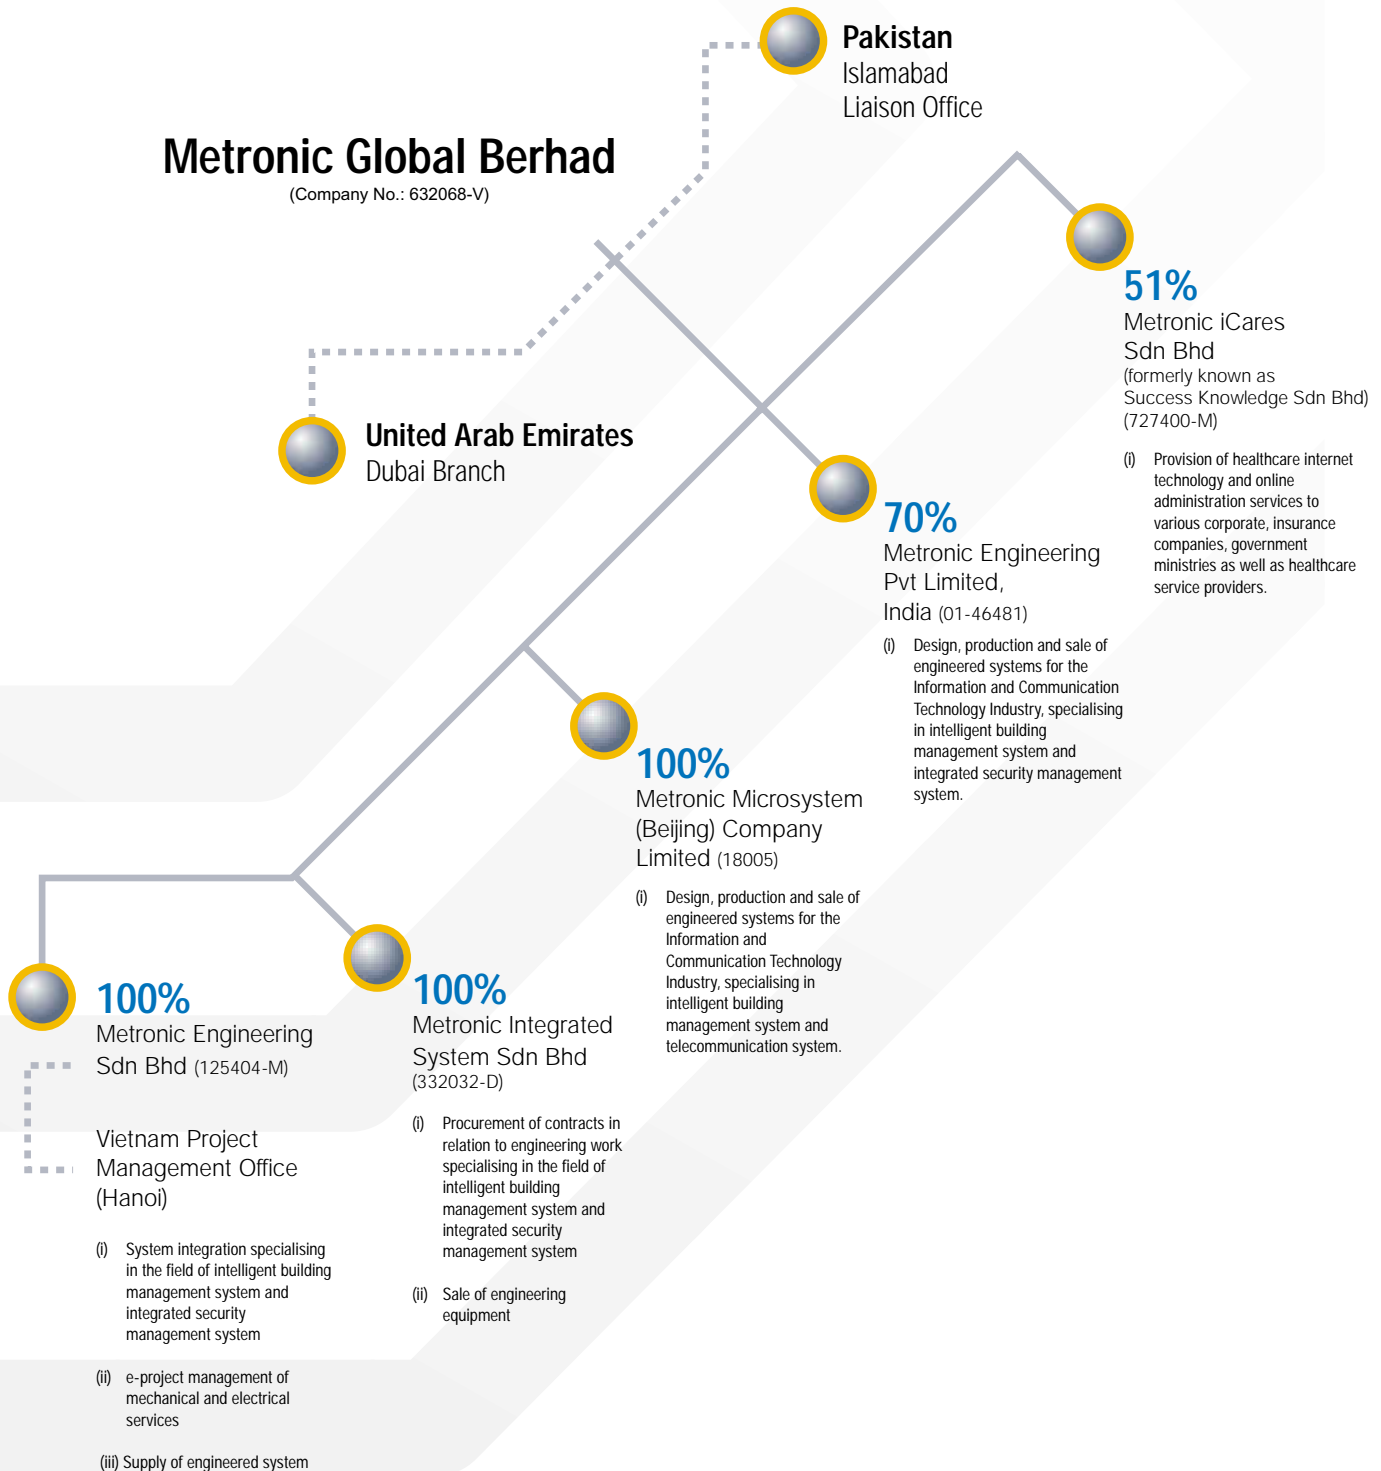 Pakistan
Islamabad
Liaison Office
Metronic Global Berhad
(Company No.: 632068-V)
United Arab Emirates
Dubai Branch
51%
Metronic iCares
Sdn Bhd
(formerly known as
Success Knowledge Sdn Bhd)
(727400-M)
(i) Provision of healthcare internet
technology and online
administration services to
various corporate, insurance
companies, government
ministries as well as healthcare
service providers.
70%
Metronic Engineering
Pvt Limited,
India (01-46481)
(i) Design, production and sale of
engineered systems for the
Information and Communication
Technology Industry, specialising
in intelligent building
management system and
integrated security management
system.
100%
Metronic Microsystem
(Beijing) Company
Limited (18005)
(i) Design, production and sale of
engineered systems for the
Information and
Communication Technology
Industry, specialising in
intelligent building
management system and
telecommunication system.
100%
Metronic Integrated
System Sdn Bhd
(332032-D)
(i) Procurement of contracts in
relation to engineering work
specialising in the field of
intelligent building
management system and
integrated security
management system
(ii) Sale of engineering
equipment
100%
Metronic Engineering
Sdn Bhd (125404-M)
Vietnam Project
Management Office
(Hanoi)
(i) System integration specialising
in the field of intelligent building
management system and
integrated security
management system
(ii) e-project management of
mechanical and electrical
services
(iii) Supply of engineered system